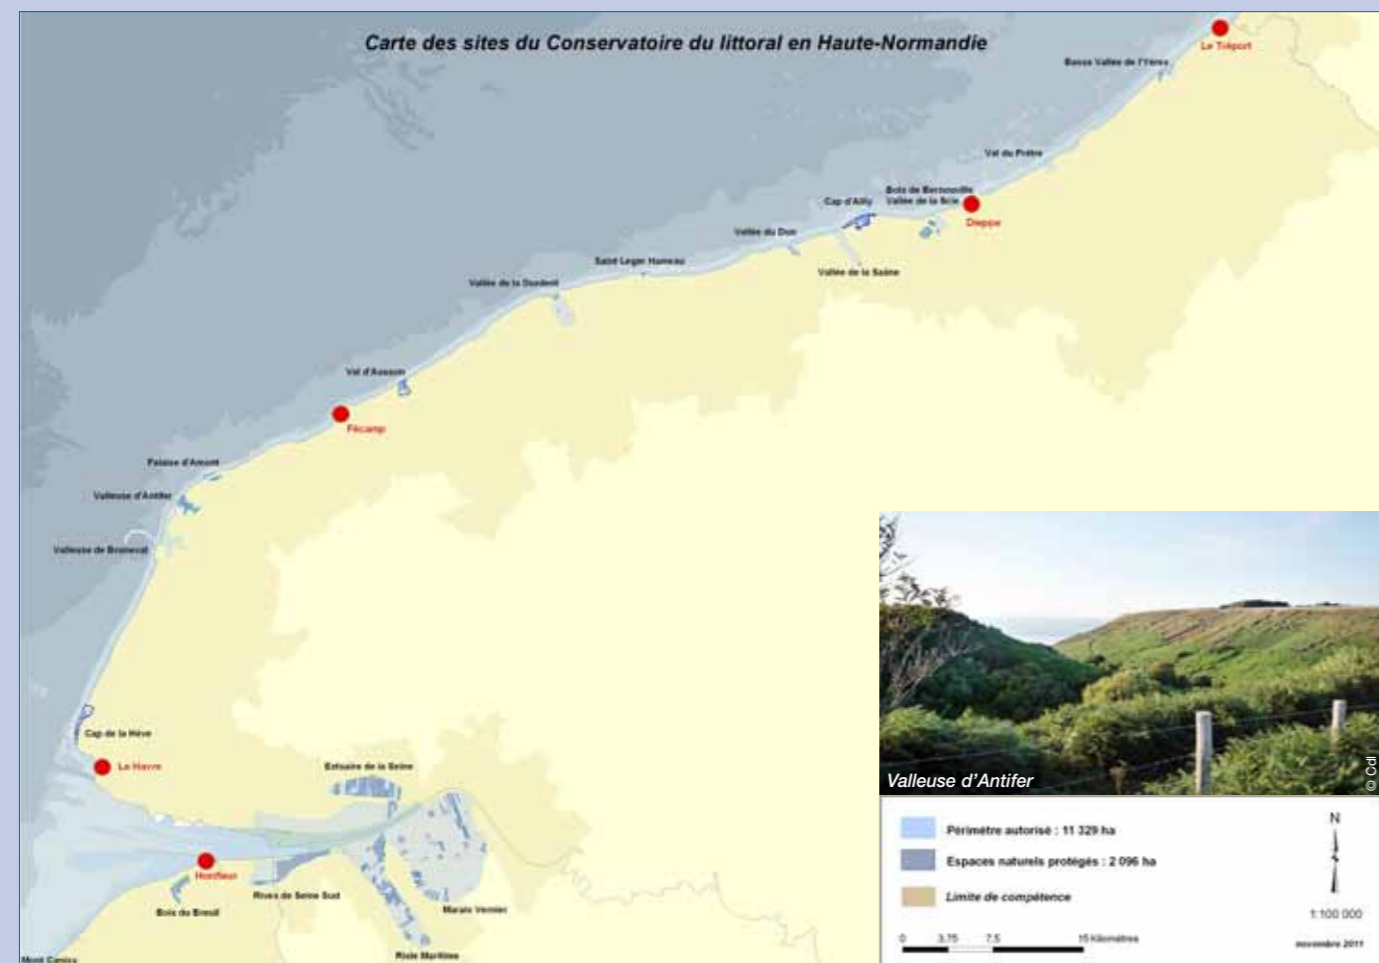 Carte des sites du Conservatoire du littoral en Haute-Normandie
Le Tréport
Basse Vallée de l'Yères
Val du Prêtre
Bois de Bernouville
Vallée de la Scie
Cap d'Ailly
Dieppe
Vallée du Dun
Vallée de la Saâne
Saint Leger Hameau
Vallée de la Durdent
Val d'Ausson
Fécamp
Falaise d'Amont
Valleuse d'Antifer
Valleuse de Bruneval
Cap de la Hève
Le Havre
Estuaire de la Seine
Honfleur
Rives de Seine Sud
Bois du Breuil
Marais Vernier
Risle Maritime
Mont Canisy
Valleuse d'Antifer
© Cdl
Périmètre autorisé : 11 329 ha
Espaces naturels protégés : 2 096 ha
Limite de compétence
N
1:100 000
0 3,75 7,5 15 Kilomètres
novembre 2011